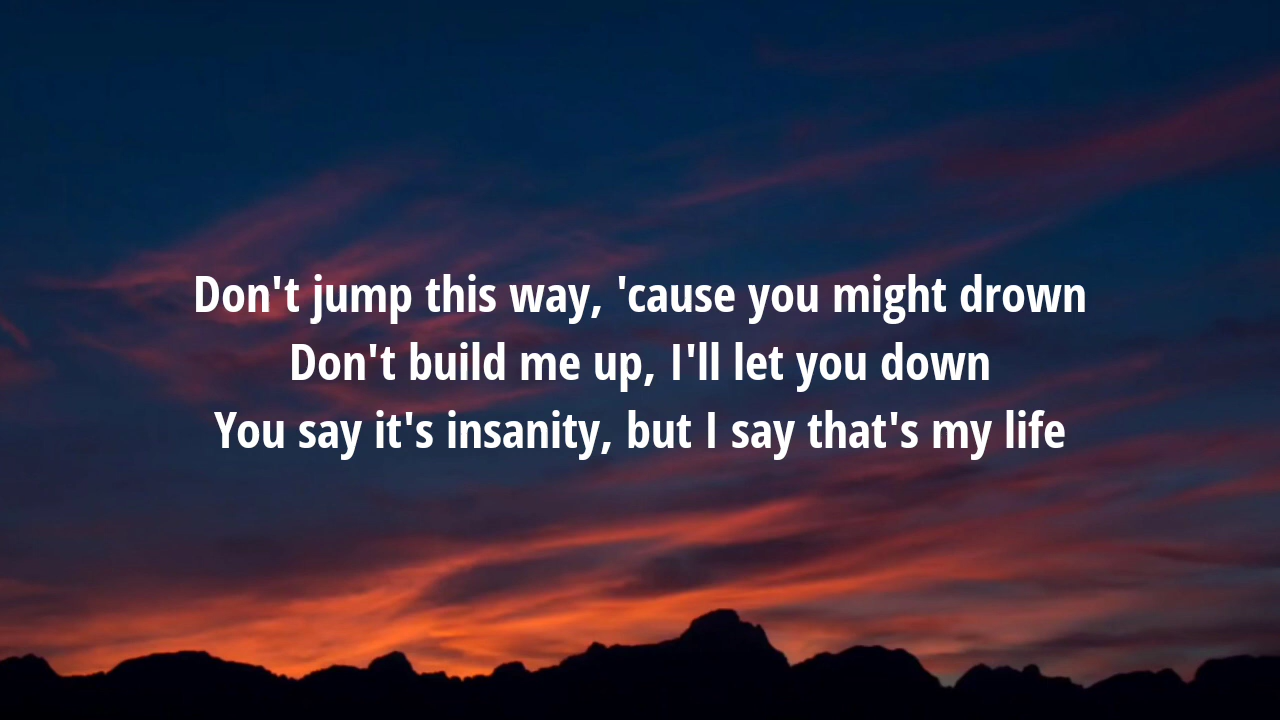 Don't jump this way, 'cause you might drown
Don't build me up, I'll let you down
You say it's insanity, but I say that's my life